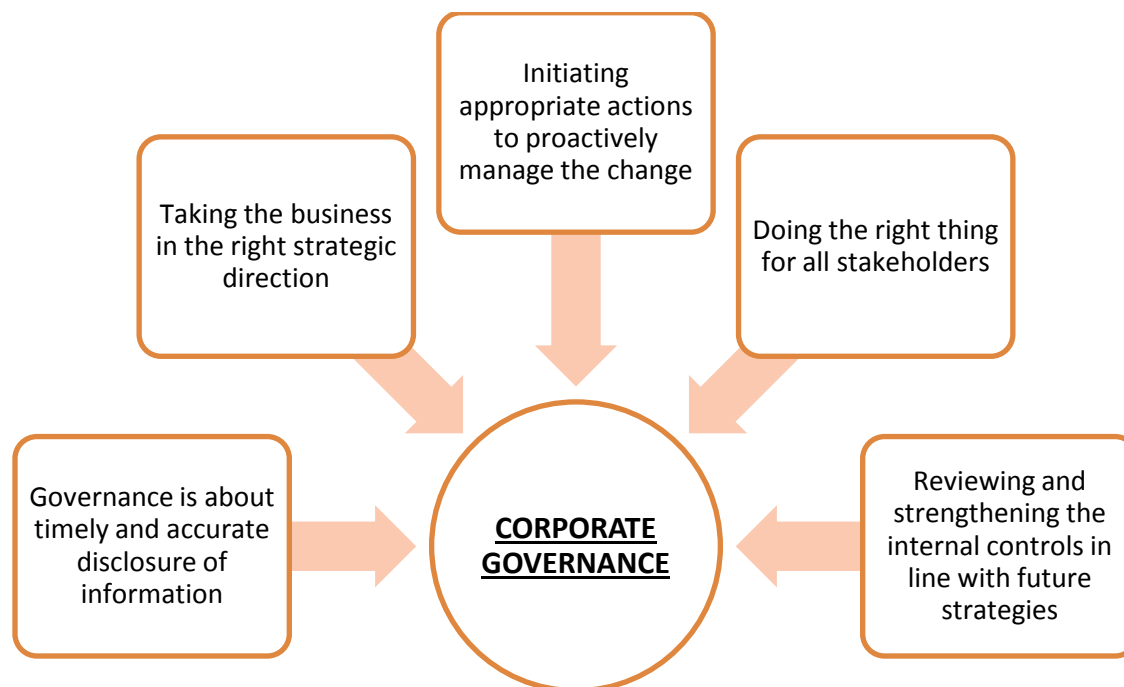 Initiating
appropriate actions
to proactively
manage the change
Taking the business
in the right strategic
direction
Doing the right thing
for all stakeholders
Governance is about
timely and accurate
disclosure of
information
CORPORATE
GOVERNANCE
Reviewing and
strengthening the
internal controls in
line with future
strategies